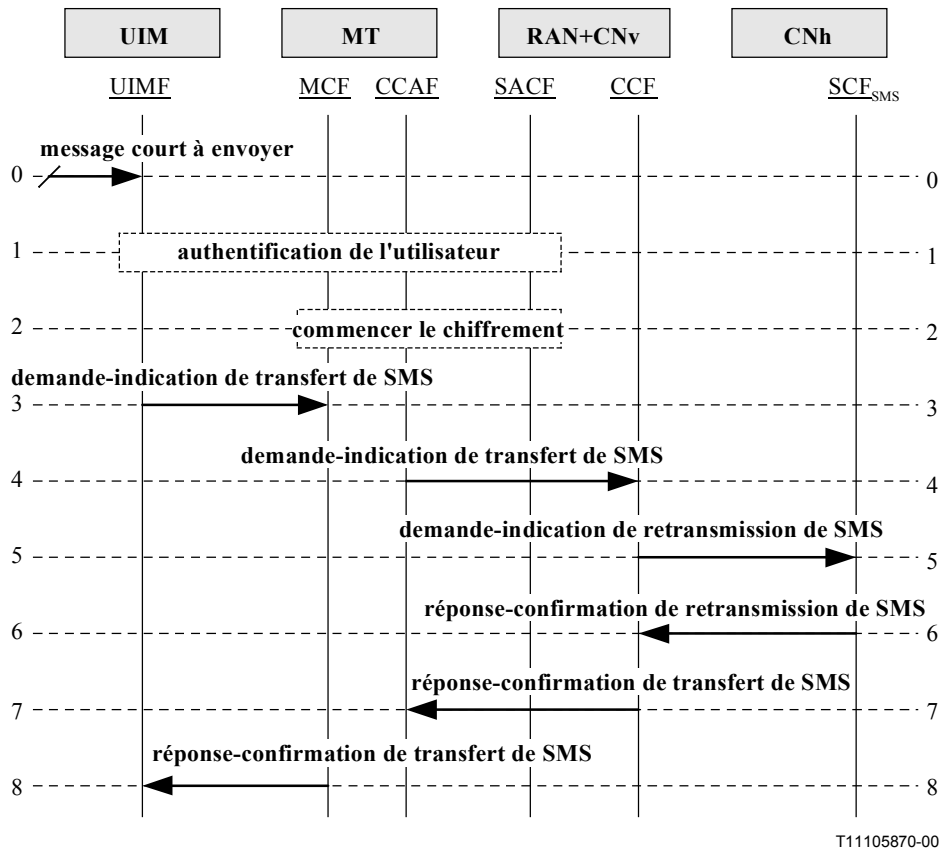 UIM MT RAN+CNv CNh
UIMF MCF CCAF SACF CCF SCF SMS
message court à envoyer
0 0
1 authentification de l'utilisateur 1
2 commencer le chiffrement 2
demande-indication de transfert de SMS
3 3
demande-indication de transfert de SMS
4 4
demande-indication de retransmission de SMS
5 5
réponse-confirmation de retransmission de SMS
6 6
réponse-confirmation de transfert de SMS
7 7
réponse-confirmation de transfert de SMS
8 8
T11105870-00